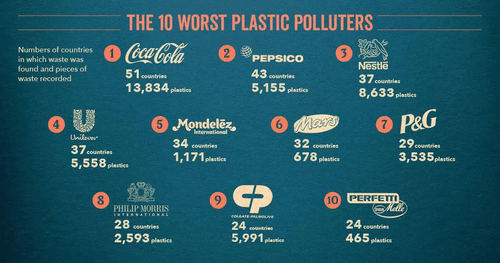 THE 10 WORST PLASTIC POLLUTERS
Numbers of countries
in which waste was
found and pieces of
waste recorded
1
Coca-Cola
51 countries
13,834 plastics
2
PEPSICO
43 countries
5,155 plastics
3
Nestlé
37 countries
8,633 plastics
4
Unilever
37 countries
5,558 plastics
5
Mondelēz
International
34 countries
1,171 plastics
6
Mars
32 countries
678 plastics
7
P&G
29 countries
3,535 plastics
8
PHILIP MORRIS
INTERNATIONAL
28 countries
2,593 plastics
9
CP
COLGATE-PALMOLIVE
24 countries
5,991 plastics
10
PERFETTI
van Melle
24 countries
465 plastics